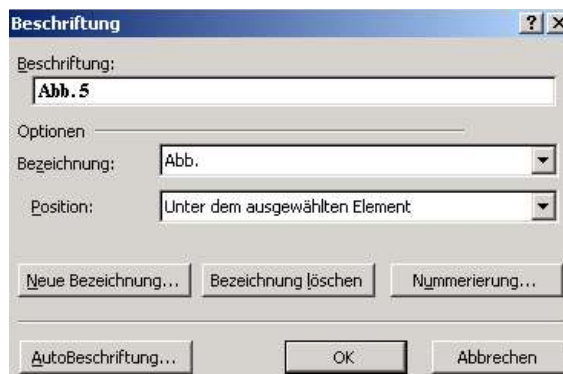 Beschriftung
Beschriftung:
Abb. 5
Optionen
Bezeichnung: Abb.
Position: Unter dem ausgewählten Element
Neue Bezeichnung... Bezeichnung löschen Nummerierung...
AutoBeschriftung... OK Abbrechen